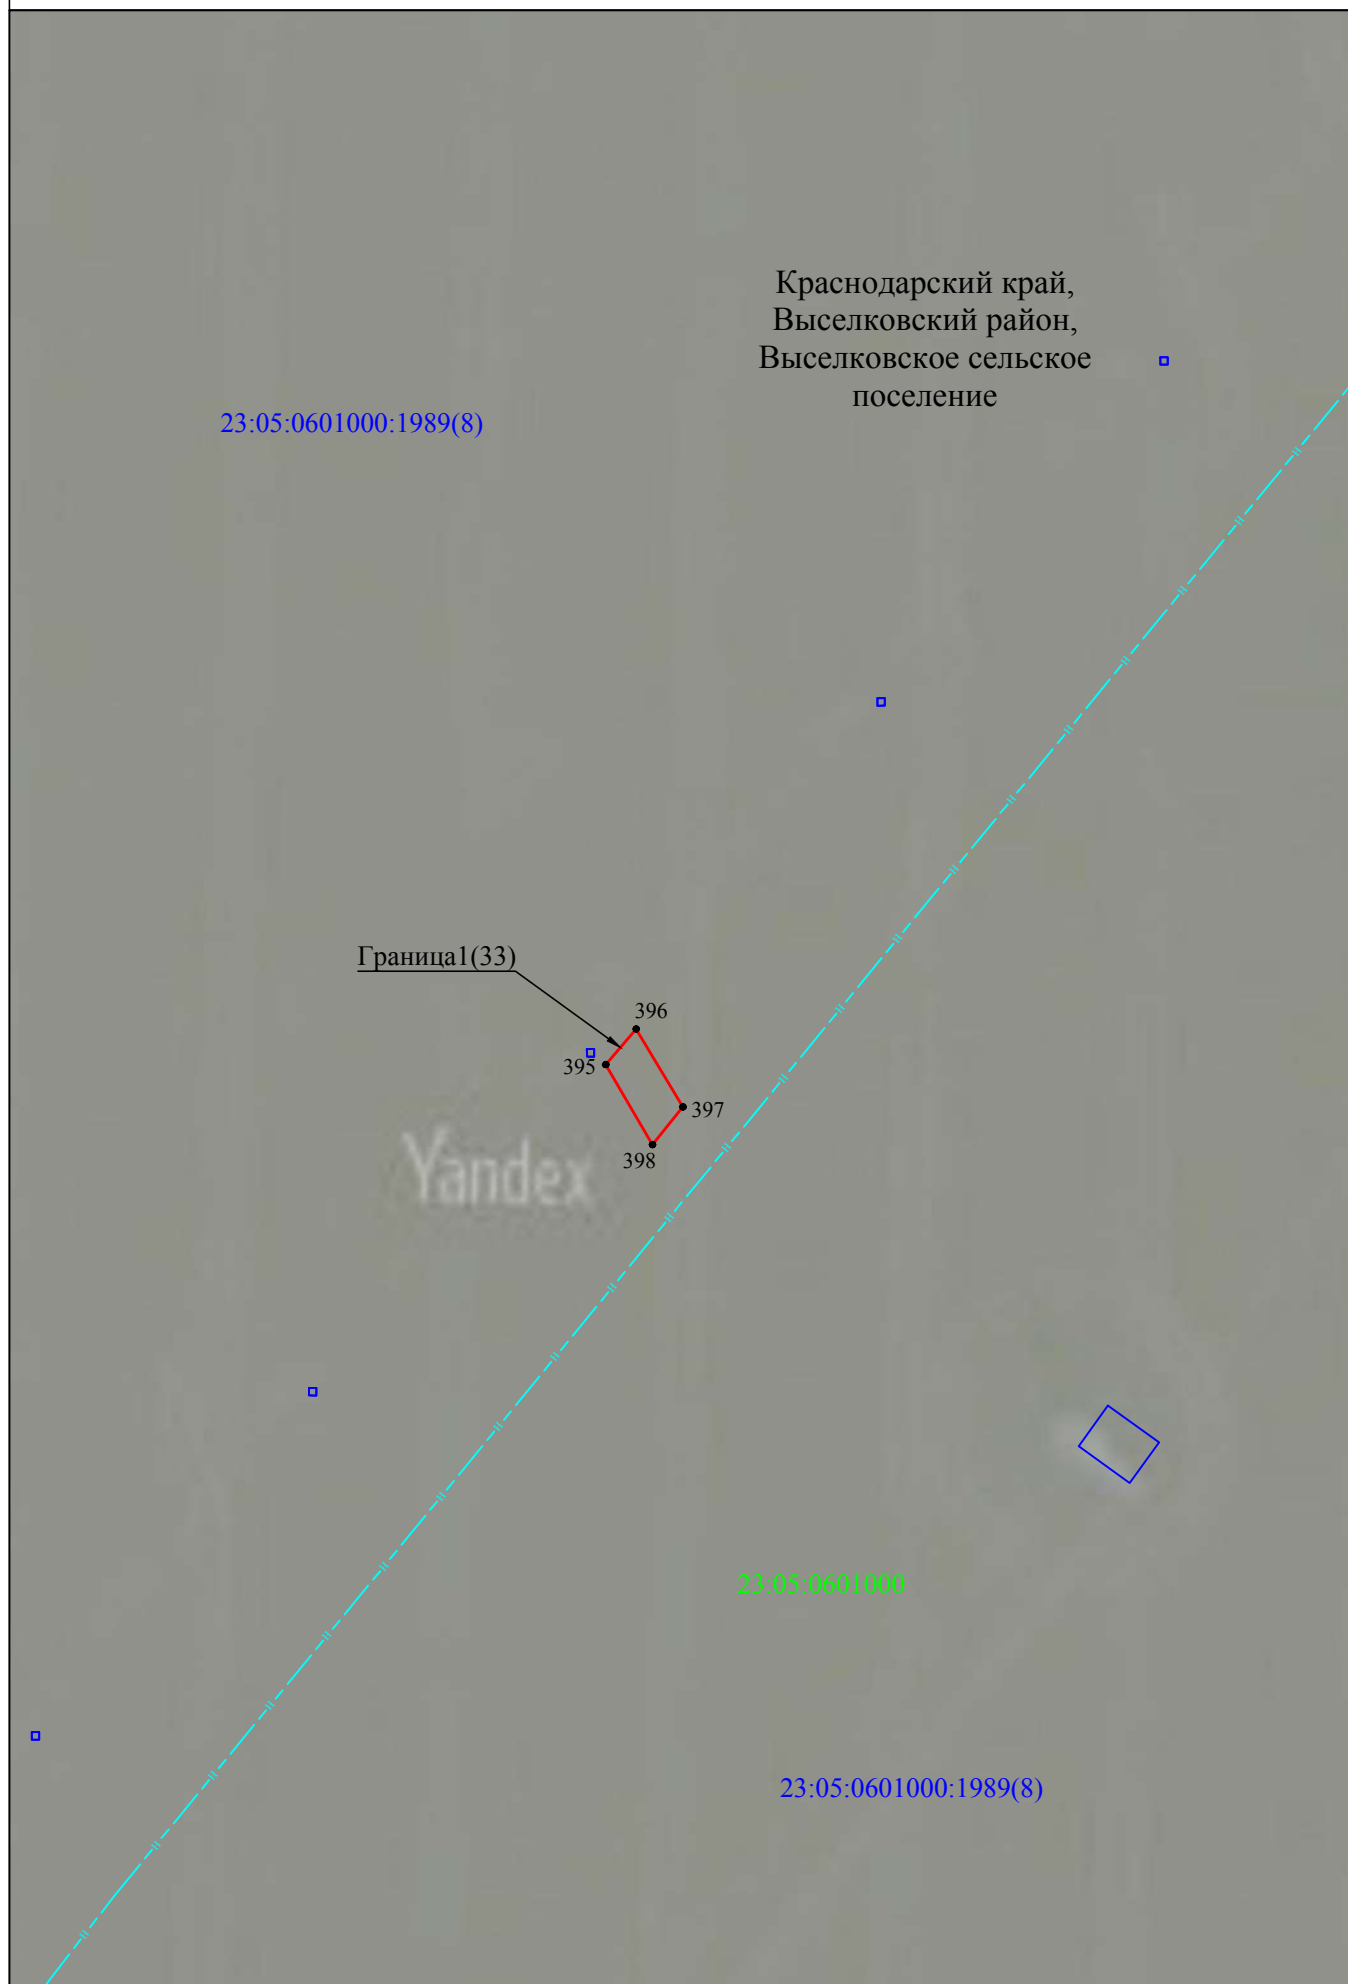 Краснодарский край,
Выселковский район,
Выселковское сельское
поселение
23:05:0601000:1989(8)
Граница1(33)
396
395
397
398
Yandex
23:05:0601000
23:05:0601000:1989(8)